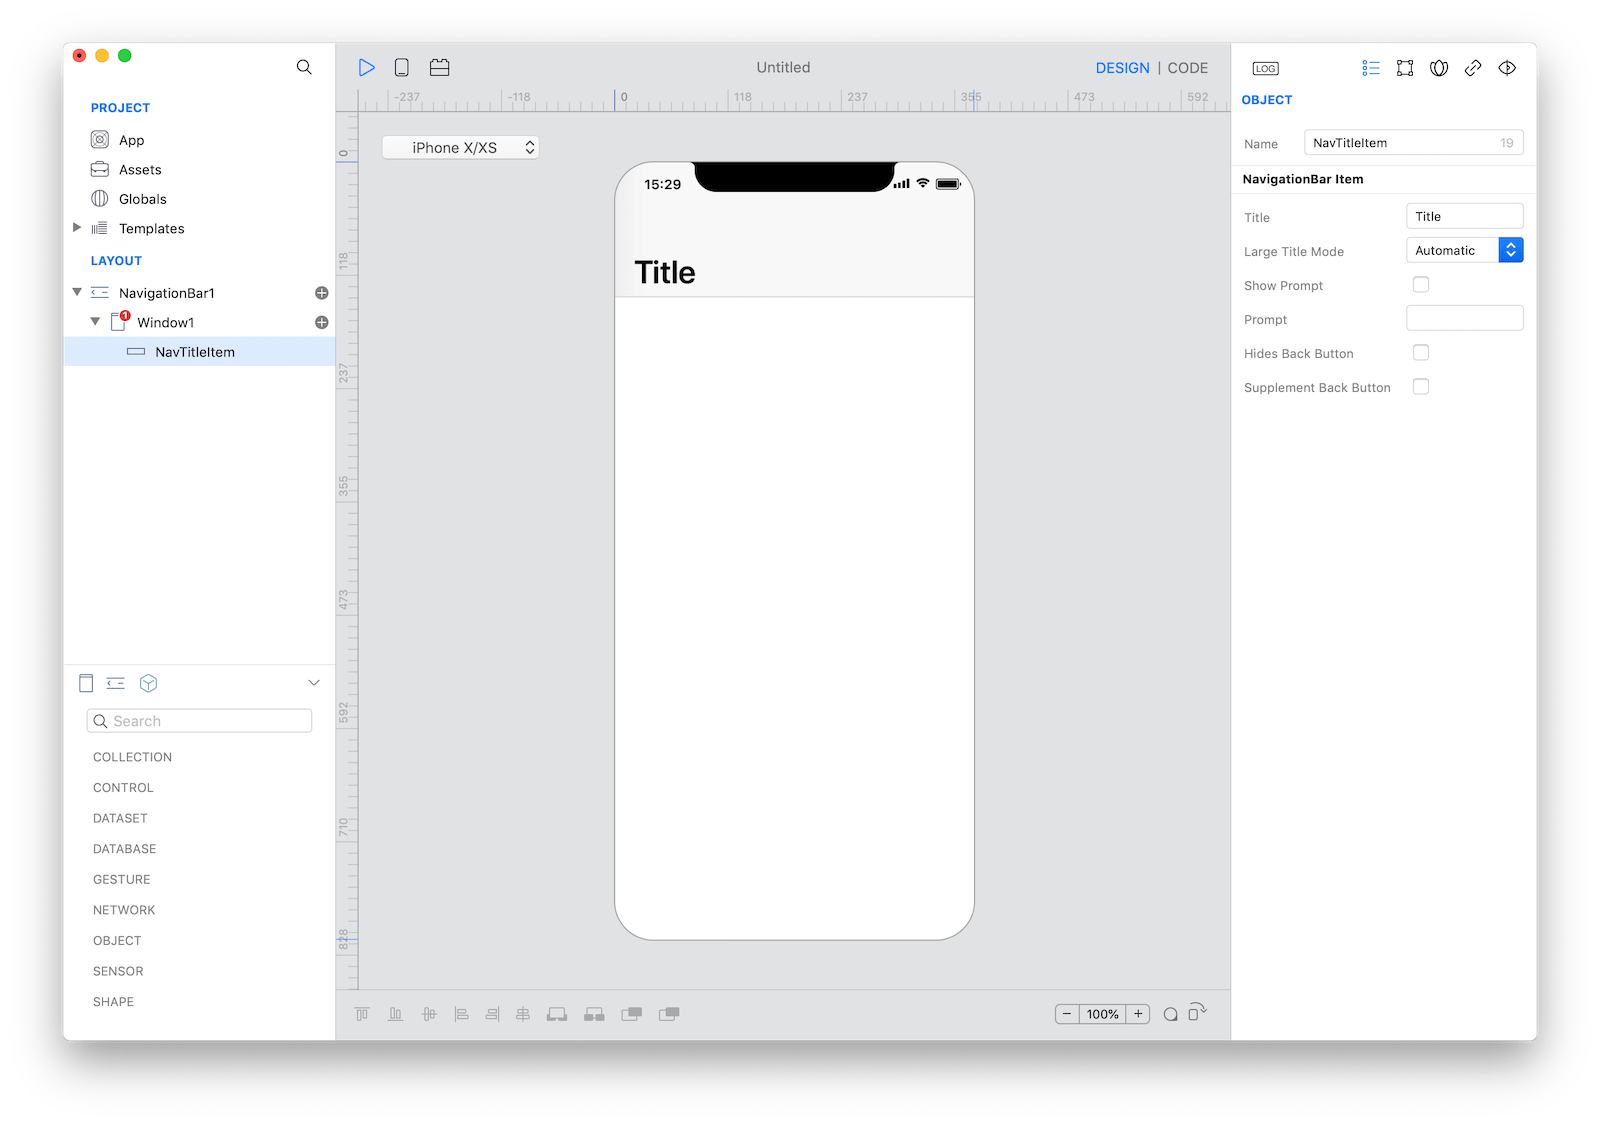 PROJECT
App
Assets
Globals
Templates
LAYOUT
NavigationBar1
1
Window1
NavTitleItem
Search
COLLECTION
CONTROL
DATASET
DATABASE
GESTURE
NETWORK
OBJECT
SENSOR
SHAPE
Untitled
DESIGN | CODE
-237 -118 0 118 237 355 473 592
0
118
237
355
473
592
710
828
iPhone X/XS
15:29
Title
100%
LOG
OBJECT
Name NavTitleItem 19
NavigationBar Item
Title Title
Large Title Mode Automatic
Show Prompt
Prompt
Hides Back Button
Supplement Back Button